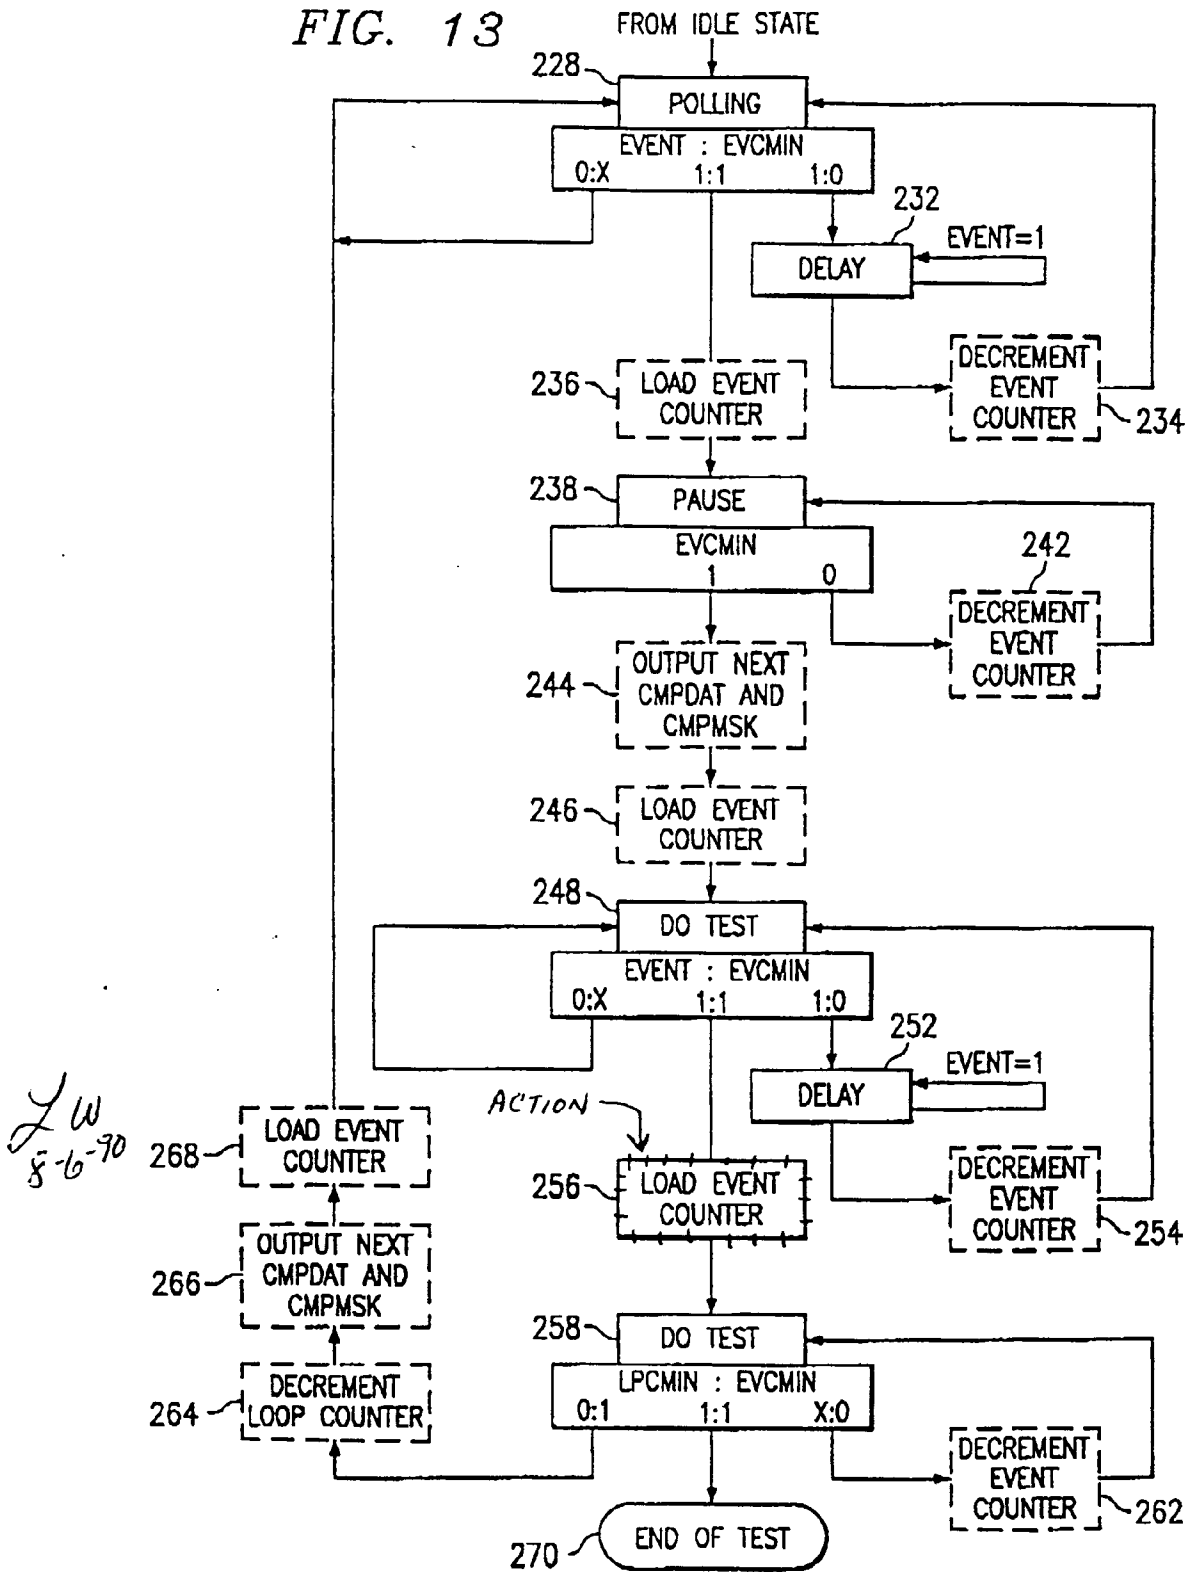 FIG. 13
FROM IDLE STATE
228
POLLING
EVENT : EVCMIN
0:X 1:1 1:0
232
EVENT=1
DELAY
DECREMENT
EVENT
COUNTER
234
236
LOAD EVENT
COUNTER
238
PAUSE
EVCMIN
1 0
242
DECREMENT
EVENT
COUNTER
244
OUTPUT NEXT
CMPDAT AND
CMPMSK
246
LOAD EVENT
COUNTER
248
DO TEST
EVENT : EVCMIN
0:X 1:1 1:0
252
EVENT=1
DELAY
ACTION
DECREMENT
EVENT
COUNTER
254
256
LOAD EVENT
COUNTER
LW
8-6-90
268
LOAD EVENT
COUNTER
266
OUTPUT NEXT
CMPDAT AND
CMPMSK
264
DECREMENT
LOOP COUNTER
258
DO TEST
LPCMIN : EVCMIN
0:1 1:1 X:0
DECREMENT
EVENT
COUNTER
262
270
END OF TEST